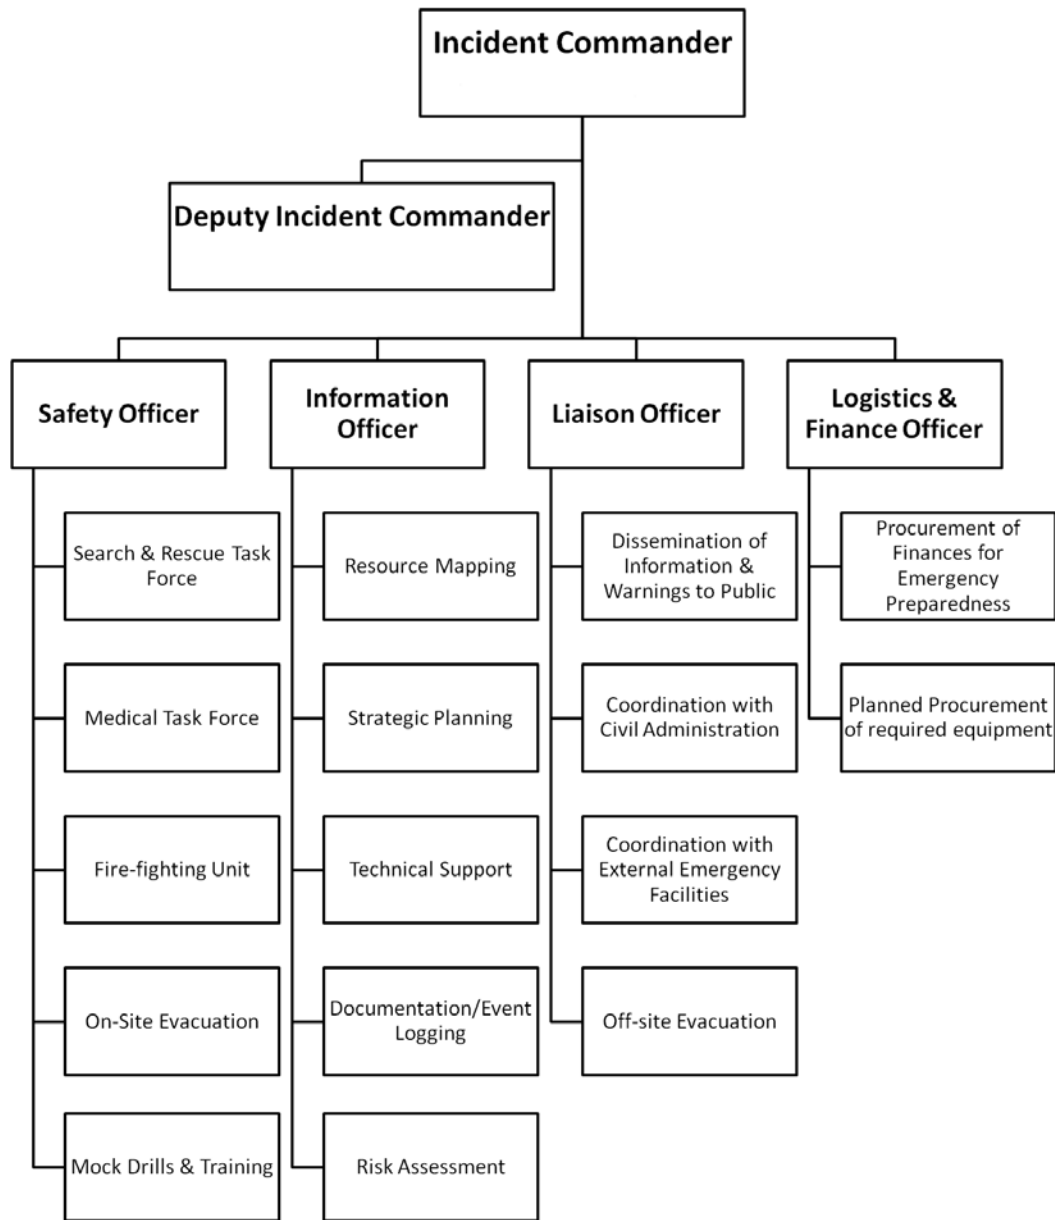 Incident Commander
Deputy Incident Commander
Safety Officer
Information
Officer
Liaison Officer
Logistics &
Finance Officer
Search & Rescue Task
Force
Medical Task Force
Fire-fighting Unit
On-Site Evacuation
Mock Drills & Training
Resource Mapping
Strategic Planning
Technical Support
Documentation/Event
Logging
Risk Assessment
Dissemination of
Information &
Warnings to Public
Coordination with
Civil Administration
Coordination with
External Emergency
Facilities
Off-site Evacuation
Procurement of
Finances for
Emergency
Preparedness
Planned Procurement
of required equipment